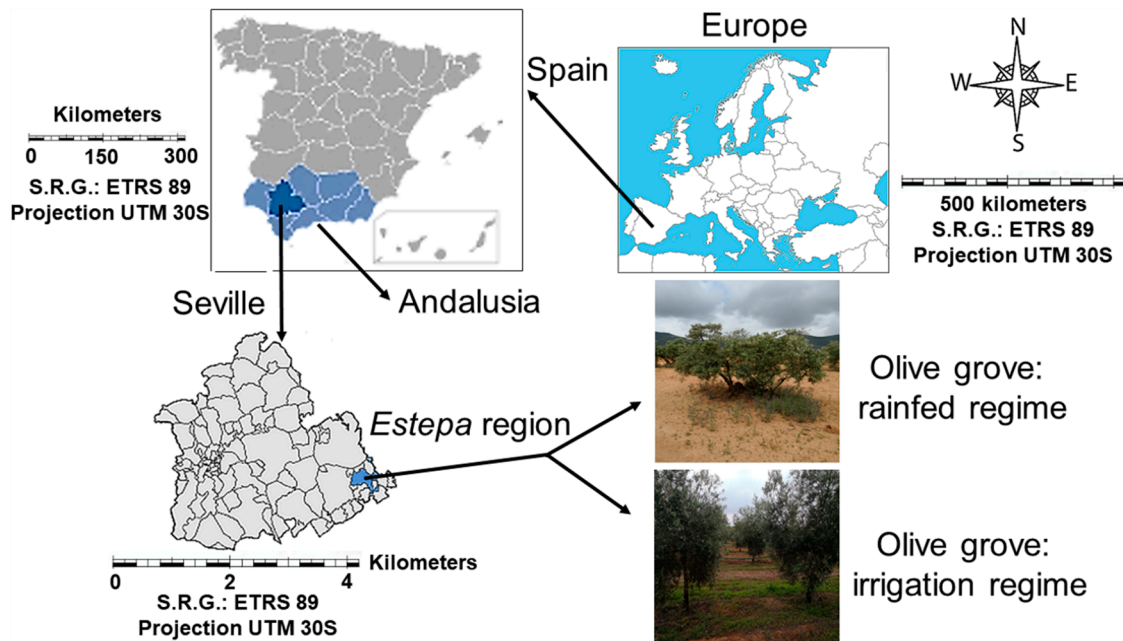 Europe
Spain
N
W
E
S
Kilometers
0 150 300
S.R.G.: ETRS 89
Projection UTM 30S
500 kilometers
S.R.G.: ETRS 89
Projection UTM 30S
Seville
Andalusia
Estepa region
Olive grove:
rainfed regime
Olive grove:
irrigation regime
Kilometers
0 2 4
S.R.G.: ETRS 89
Projection UTM 30S